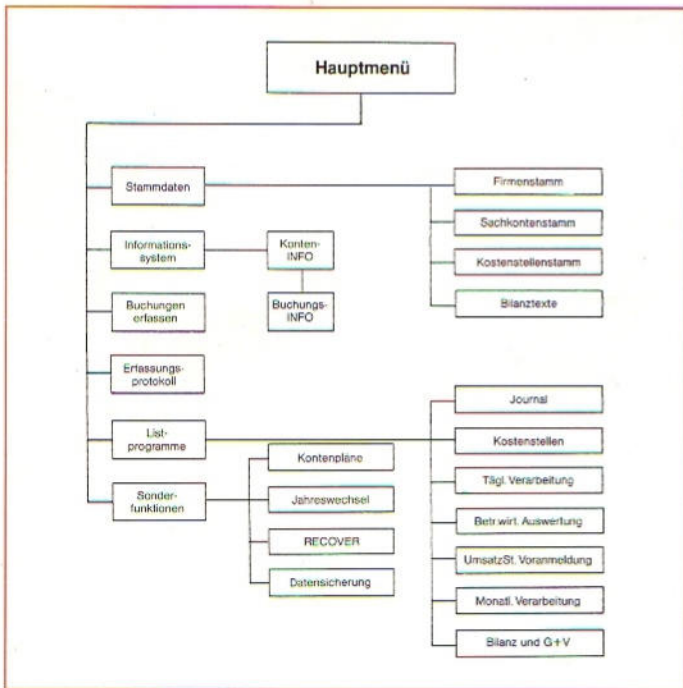 Hauptmenü
Stammdaten
Firmenstamm
Sachkontenstamm
Kostenstellenstamm
Bilanztexte
Informations-
system
Konten-
INFO
Buchungs-
INFO
Buchungen
erfassen
Erfassungs-
protokoll
List-
programme
Journal
Kostenstellen
Tägl. Verarbeitung
Betr.wirt. Auswertung
UmsatzSt. Voranmeldung
Monatl. Verarbeitung
Bilanz und G+V
Sonder-
funktionen
Kontenpläne
Jahreswechsel
RECOVER
Datensicherung